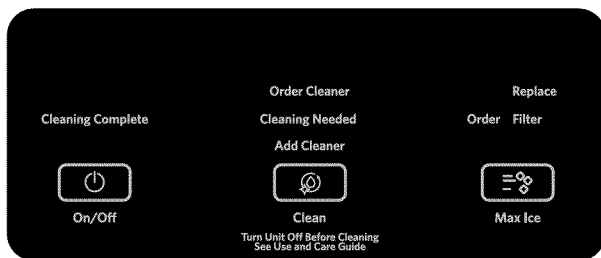 Order Cleaner
Replace
Cleaning Complete
Cleaning Needed
Order Filter
Add Cleaner
On/Off
Clean
Max Ice
Turn Unit Off Before Cleaning
See Use and Care Guide